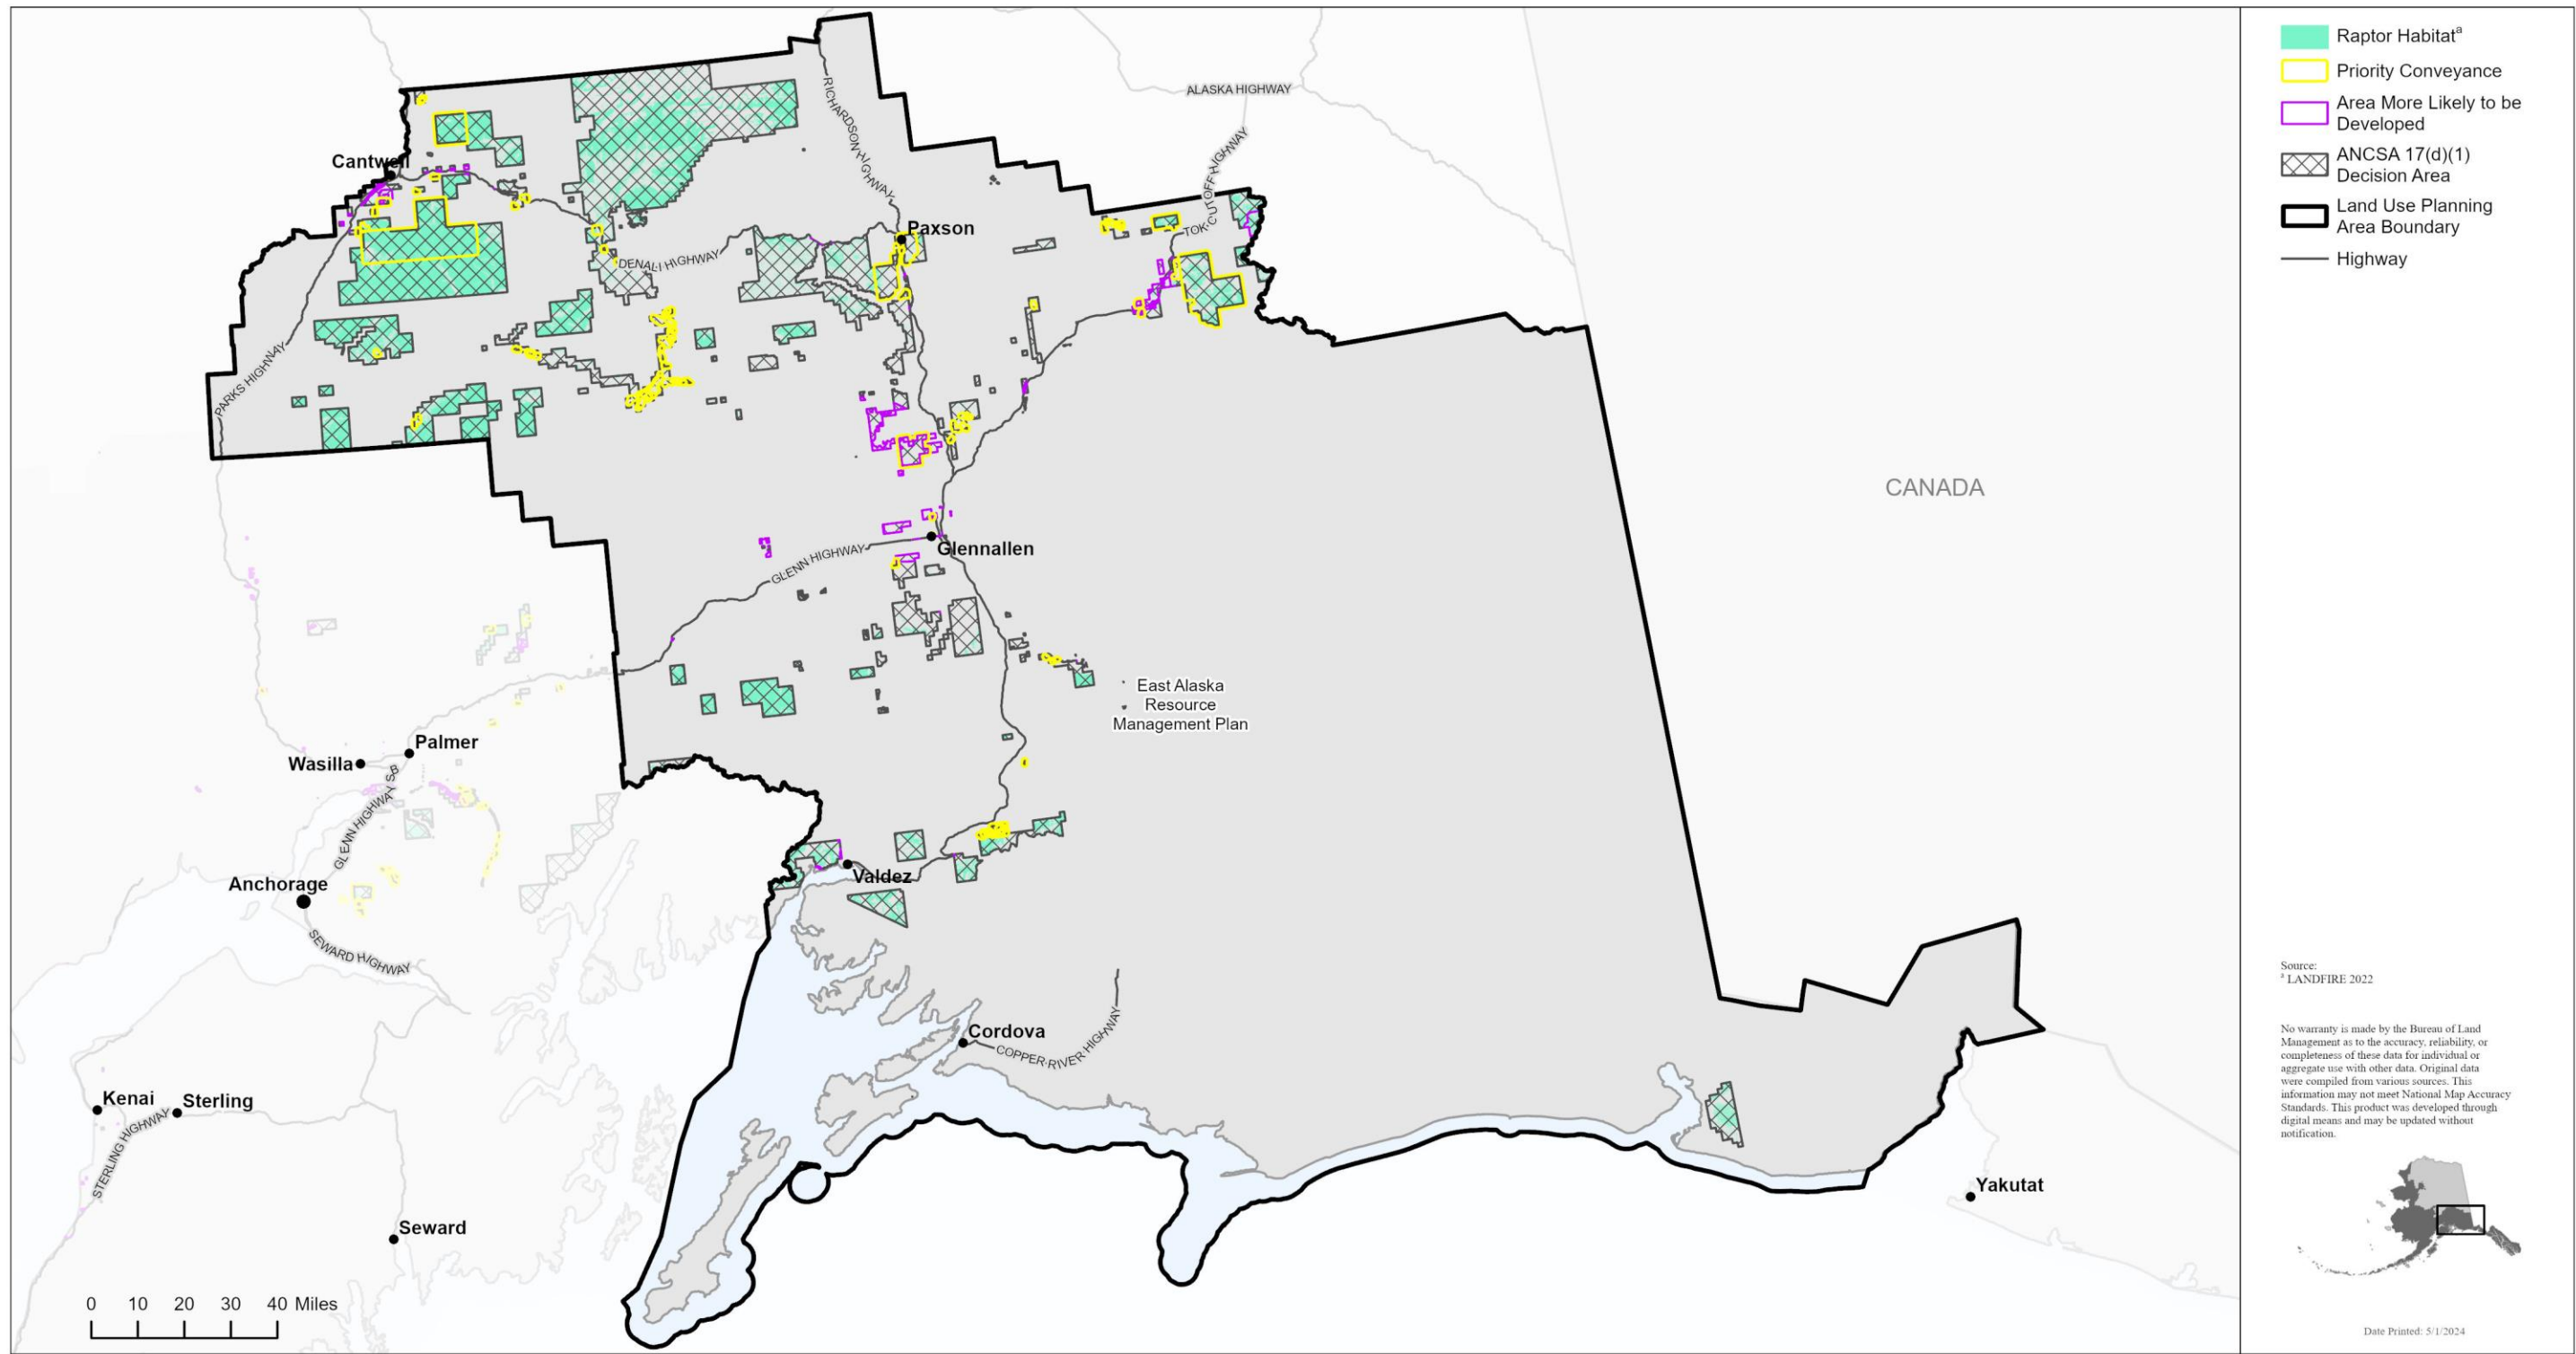 ALASKA HIGHWAY
RICHARDSON HIGHWAY
TOK CUTOFF HIGHWAY
Cantwell
Paxson
DENALI HIGHWAY
PARKS HIGHWAY
CANADA
Glennallen
GLENN HIGHWAY
East Alaska
Resource
Management Plan
Palmer
Wasilla
GLENN HIGHWAY SB
Anchorage
Valdez
SEWARD HIGHWAY
Cordova
COPPER RIVER HIGHWAY
Kenai
Sterling
STERLING HIGHWAY
Yakutat
Seward
0 10 20 30 40 Miles
Raptor Habitatᵃ
Priority Conveyance
Area More Likely to be
Developed
ANCSA 17(d)(1)
Decision Area
Land Use Planning
Area Boundary
Highway
Source:
ᵃ LANDFIRE 2022
No warranty is made by the Bureau of Land
Management as to the accuracy, reliability, or
completeness of these data for individual or
aggregate use with other data. Original data
were compiled from various sources. This
information may not meet National Map Accuracy
Standards. This product was developed through
digital means and may be updated without
notification.
Date Printed: 5/1/2024